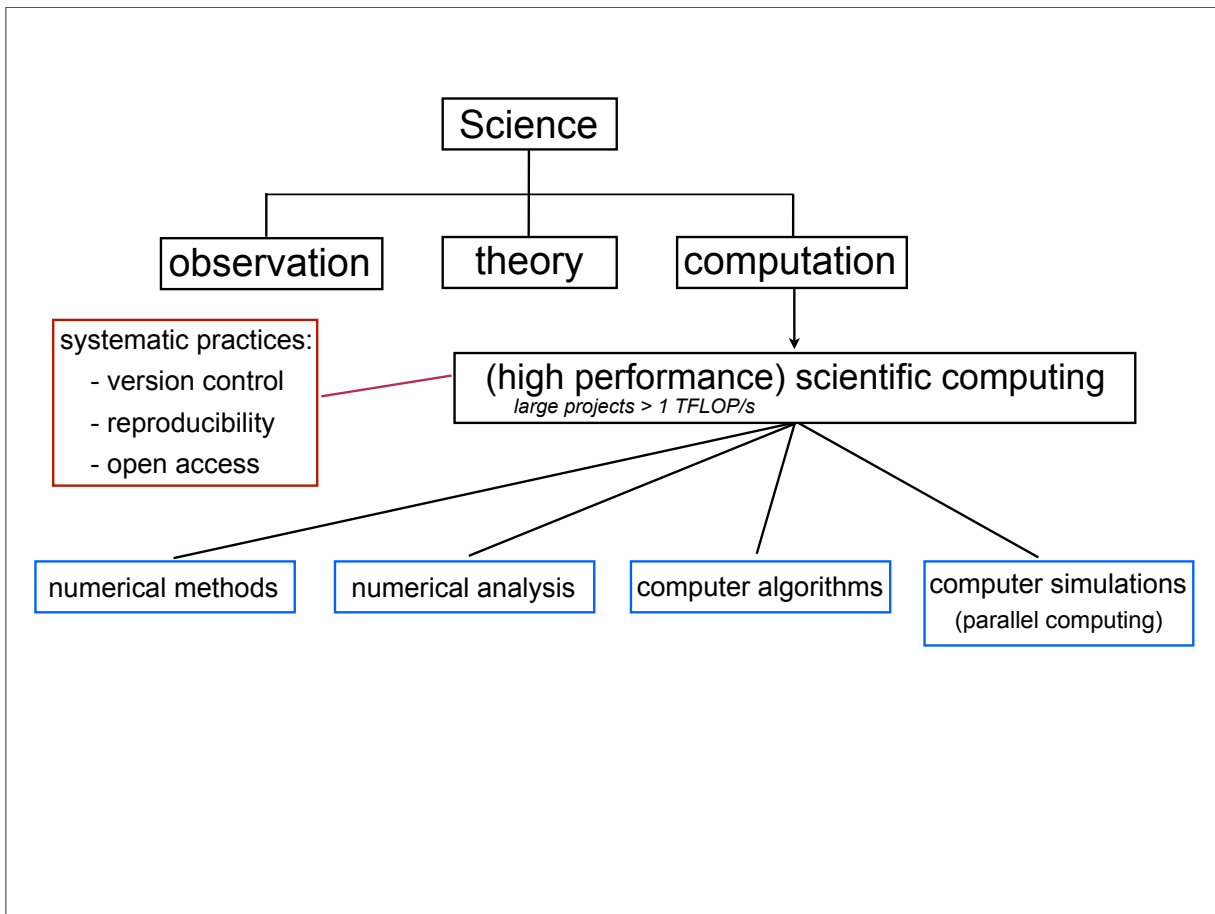 Science
observation
theory
computation
systematic practices:
- version control
- reproducibility
- open access
(high performance) scientific computing
large projects > 1 TFLOP/s
numerical methods
numerical analysis
computer algorithms
computer simulations
(parallel computing)